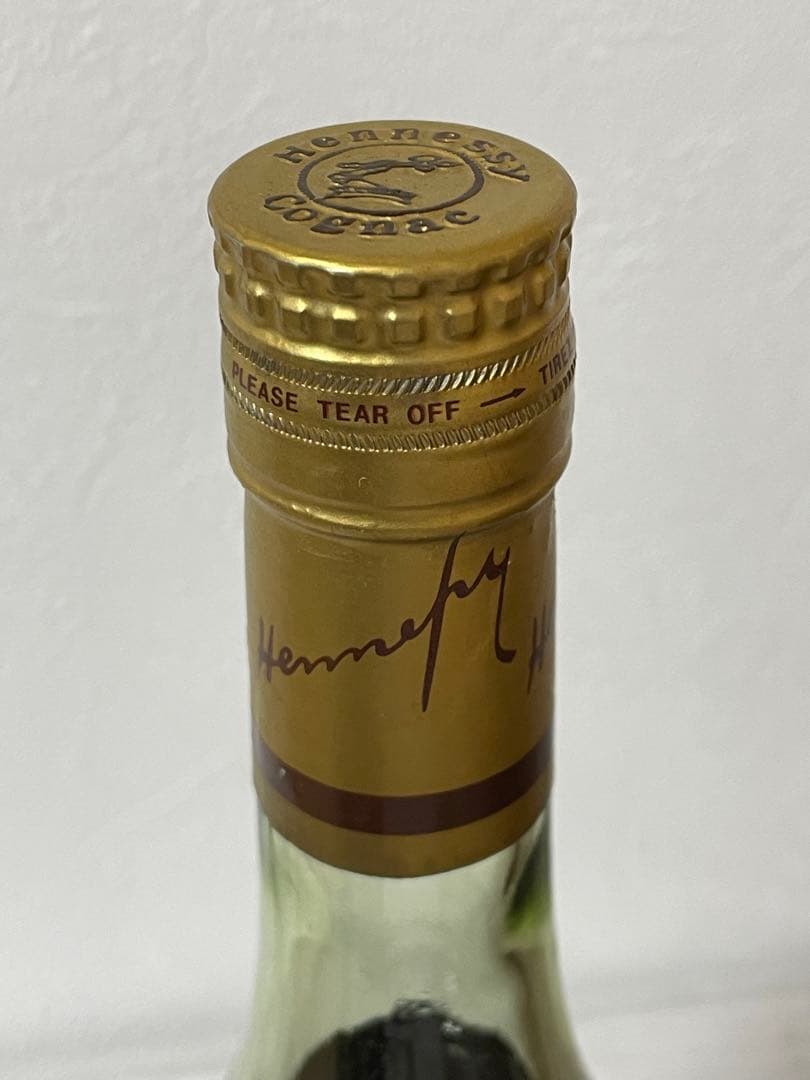 Hennessy
Cognac
PLEASE TEAR OFF → TIREZ
Hennessy